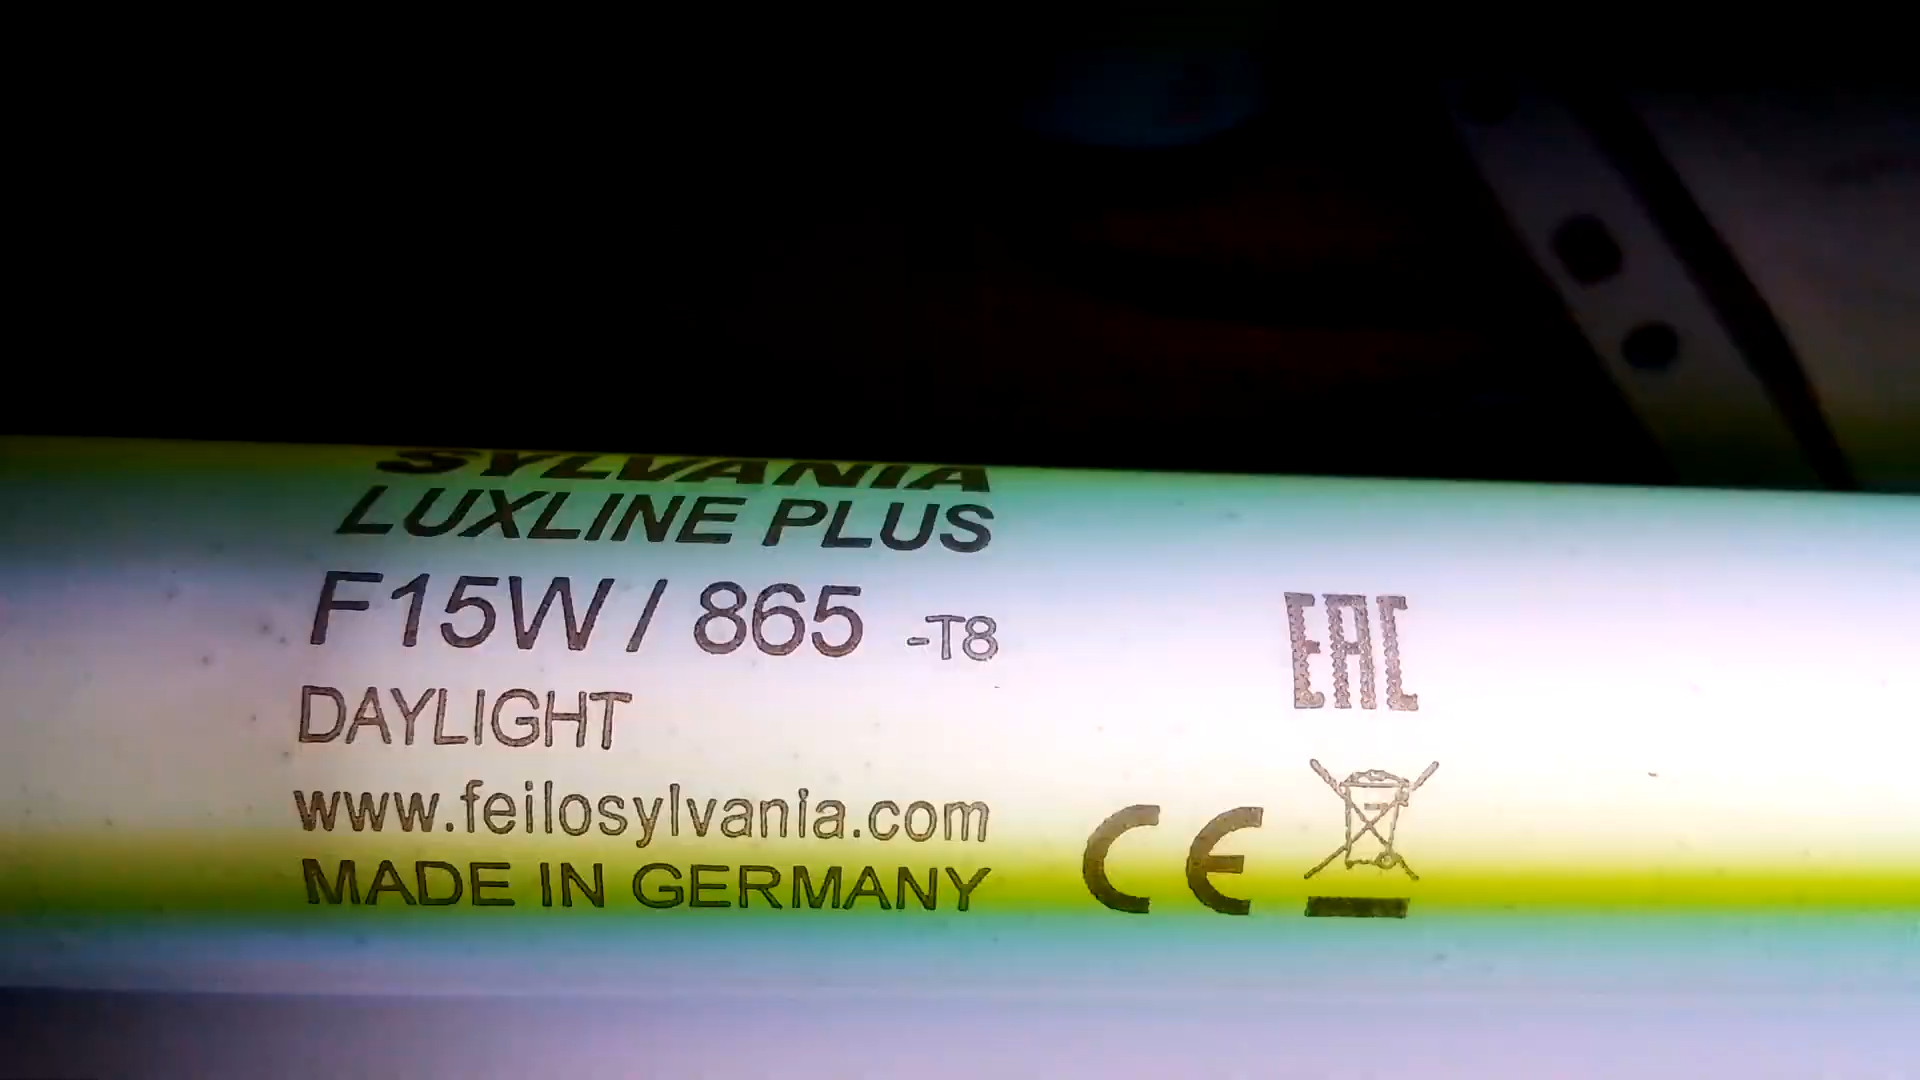 SYLVANIA
LUXLINE PLUS
F15W / 865 -T8
DAYLIGHT
www.feilosylvania.com
MADE IN GERMANY
EAC
CE